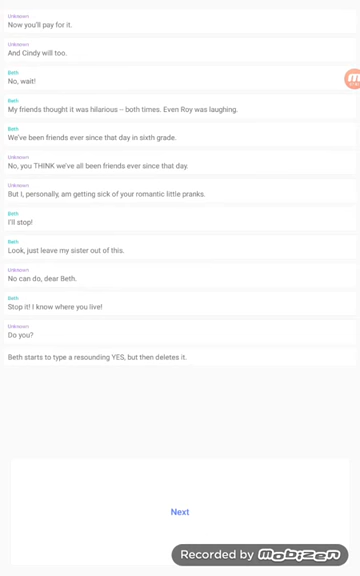 Unknown
Now you'll pay for it.
Unknown
And Cindy will too.
Beth
No, wait!
Beth
My friends thought it was hilarious – both times. Even Roy was laughing.
Beth
We've been friends ever since that day in sixth grade.
Unknown
No, you THINK we've all been friends ever since that day.
Unknown
But I, personally, am getting sick of your romantic little pranks.
Beth
I'll stop!
Beth
Look, just leave my sister out of this.
Unknown
No can do, dear Beth.
Beth
Stop it! I know where you live!
Unknown
Do you?
Beth starts to type a resounding YES, but then deletes it.
Next
Recorded by mobizen